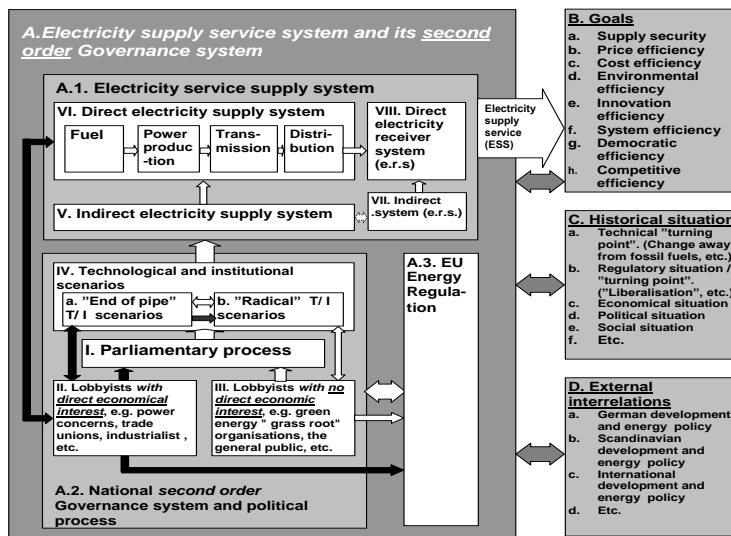 A.Electricity supply service system and its second
order Governance system
A.1. Electricity service supply system
VI. Direct electricity supply system
Fuel
Power
produc
-tion
Trans-
mission
Distri-
bution
VIII. Direct
electricity
receiver
system
(e.r.s)
V. Indirect electricity supply system
VII. Indirect
.system (e.r.s.)
Electricity
supply
service
(ESS)
IV. Technological and institutional
scenarios
a. "End of pipe"
T/ I scenarios
b. "Radical" T/ I
scenarios
I. Parliamentary process
II. Lobbyists with
direct economical
interest, e.g. power
concerns, trade
unions, industrialist ,
etc.
III. Lobbyists with no
direct economic
interest, e.g. green
energy " grass root"
organisations, the
general public, etc.
A.2. National second order
Governance system and political
process
A.3. EU
Energy
Regula-
tion
B. Goals
a. Supply security
b. Price efficiency
c. Cost efficiency
d. Environmental
efficiency
e. Innovation
efficiency
f. System efficiency
g. Democratic
efficiency
h. Competitive
efficiency
C. Historical situation
a. Technical "turning
point". (Change away
from fossil fuels, etc.)
b. Regulatory situation /
"turning point".
("Liberalisation", etc.)
c. Economical situation
d. Political situation
e. Social situation
f. Etc.
D. External
interrelations
a. German development
and energy policy
b. Scandinavian
development and
energy policy
c. International
development and
energy policy
d. Etc.